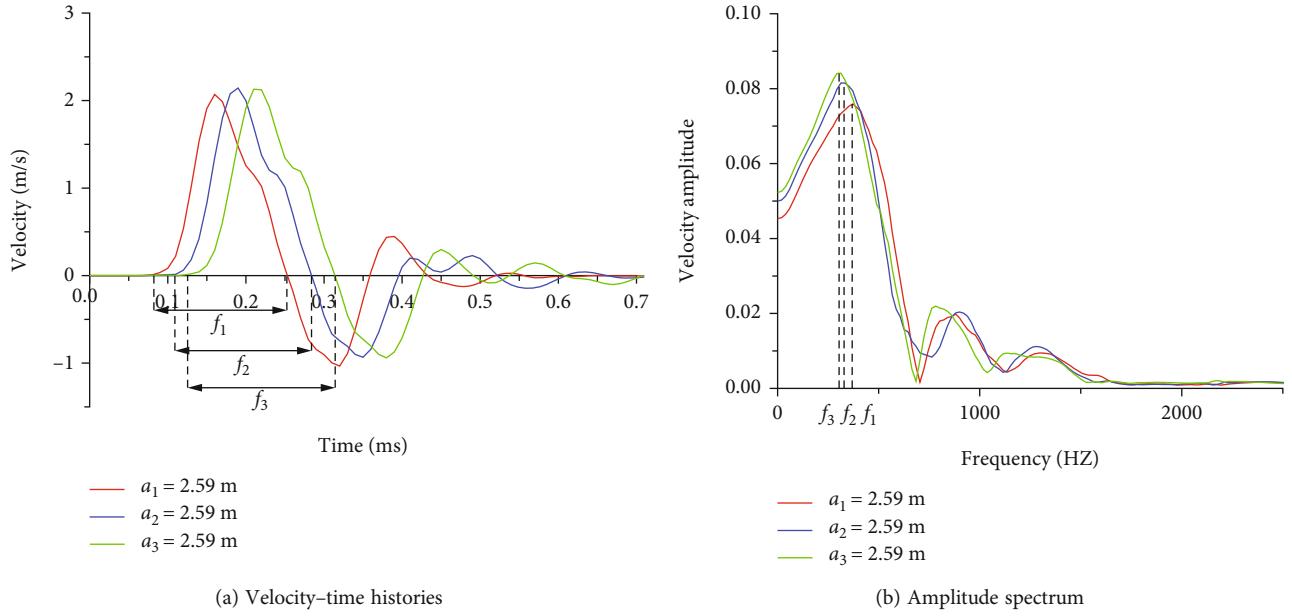 3
2
1
0
−1
Velocity (m/s)
0.0 0.1 0.2 0.3 0.4 0.5 0.6 0.7
f1
f2
f3
Time (ms)
a1 = 2.59 m
a2 = 2.59 m
a3 = 2.59 m
(a) Velocity–time histories
0.10
0.08
0.06
0.04
0.02
0.00
Velocity amplitude
0 f3 f2 f1 1000 2000
Frequency (HZ)
a1 = 2.59 m
a2 = 2.59 m
a3 = 2.59 m
(b) Amplitude spectrum